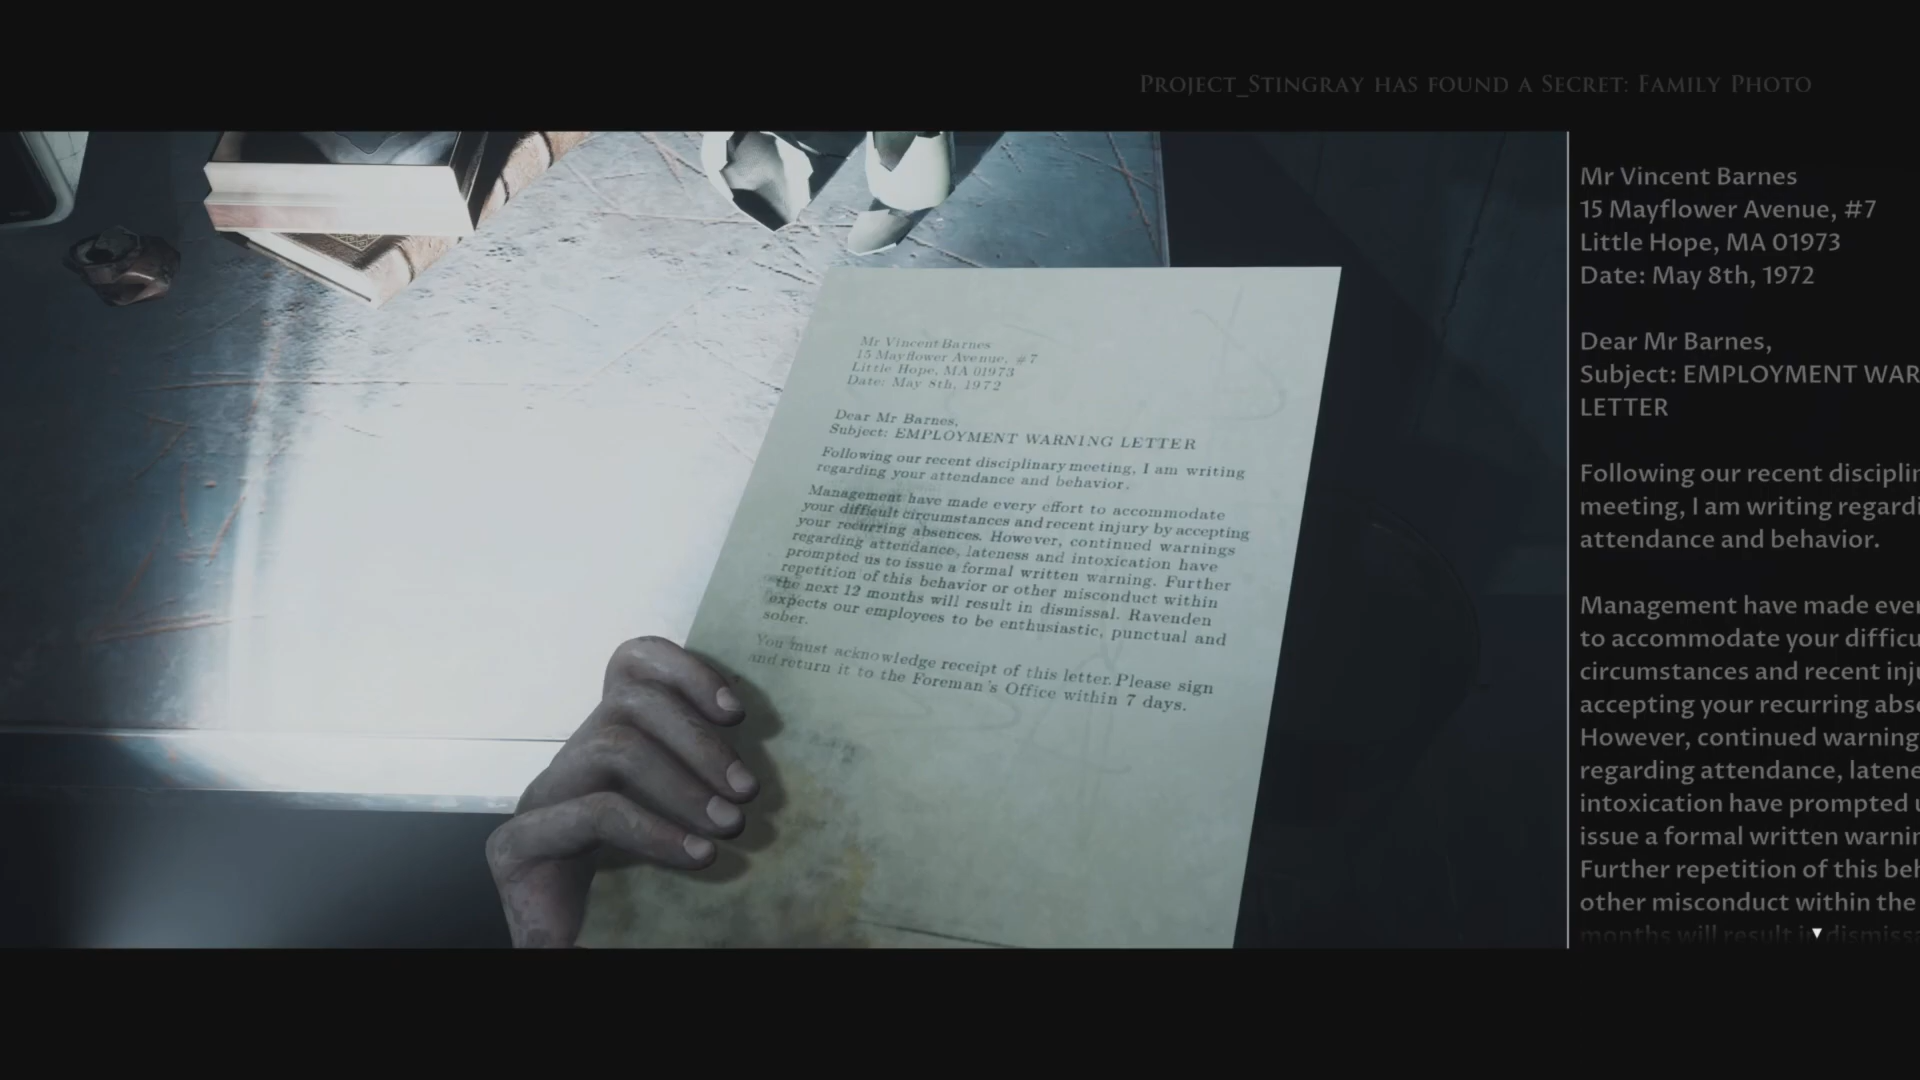 PROJECT_STINGRAY HAS FOUND A SECRET: FAMILY PHOTO
Mr Vincent Barnes
15 Mayflower Avenue, #7
Little Hope, MA 01973
Date: May 8th, 1972
Dear Mr Barnes,
Subject: EMPLOYMENT WARNING LETTER
Following our recent disciplinary meeting, I am writing
regarding your attendance and behavior.
Management have made every effort to accommodate
your difficult circumstances and recent injury by accepting
your recurring absences. However, continued warnings
regarding attendance, lateness and intoxication have
prompted us to issue a formal written warning. Further
repetition of this behavior or other misconduct within
the next 12 months will result in dismissal. Ravenden
expects our employees to be enthusiastic, punctual and
sober.
You must acknowledge receipt of this letter. Please sign
and return it to the Foreman's Office within 7 days.
Mr Vincent Barnes
15 Mayflower Avenue, #7
Little Hope, MA 01973
Date: May 8th, 1972
Dear Mr Barnes,
Subject: EMPLOYMENT WAR
LETTER
Following our recent disciplin
meeting, I am writing regardi
attendance and behavior.
Management have made ever
to accommodate your difficu
circumstances and recent inju
accepting your recurring abse
However, continued warning
regarding attendance, latene
intoxication have prompted u
issue a formal written warnin
Further repetition of this beh
other misconduct within the
months will result in dismissa